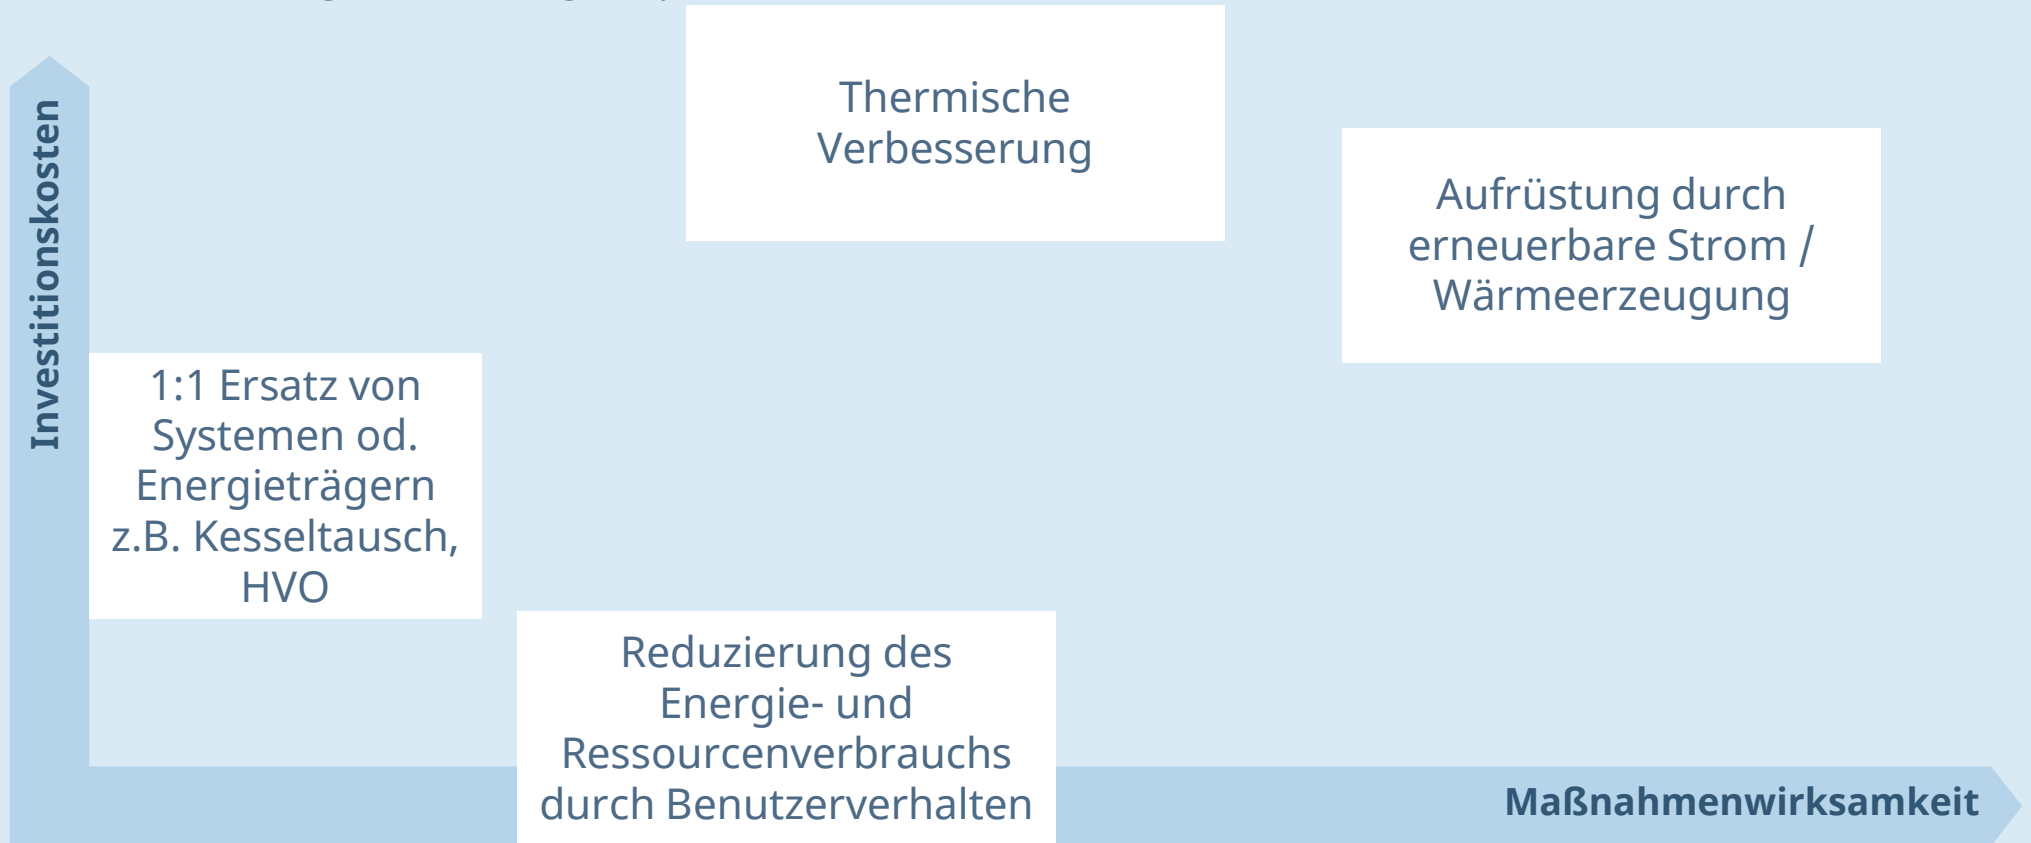 Thermische
Verbesserung
Aufrüstung durch
erneuerbare Strom /
Wärmeerzeugung
Investitionskosten
1:1 Ersatz von
Systemen od.
Energieträgern
z.B. Kesseltausch,
HVO
Reduzierung des
Energie- und
Ressourcenverbrauchs
durch Benutzerverhalten
Maßnahmenwirksamkeit